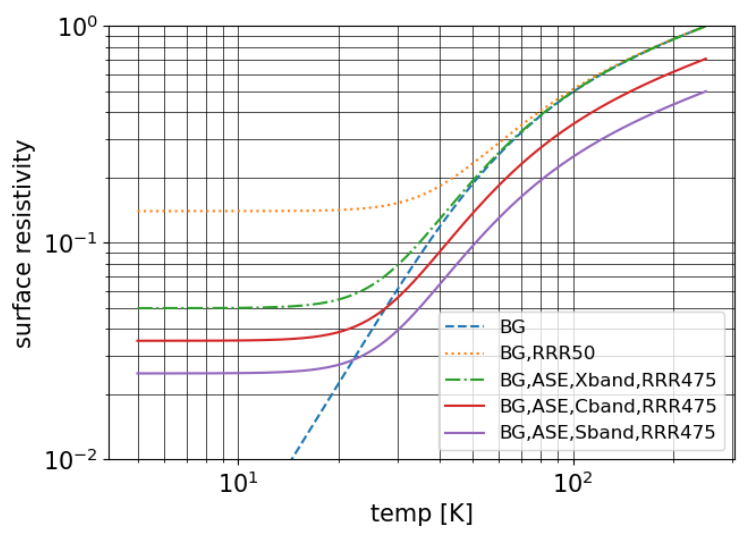 10⁰
10⁻¹
10⁻²
surface resistivity
BG
BG,RRR50
BG,ASE,Xband,RRR475
BG,ASE,Cband,RRR475
BG,ASE,Sband,RRR475
10¹
10²
temp [K]